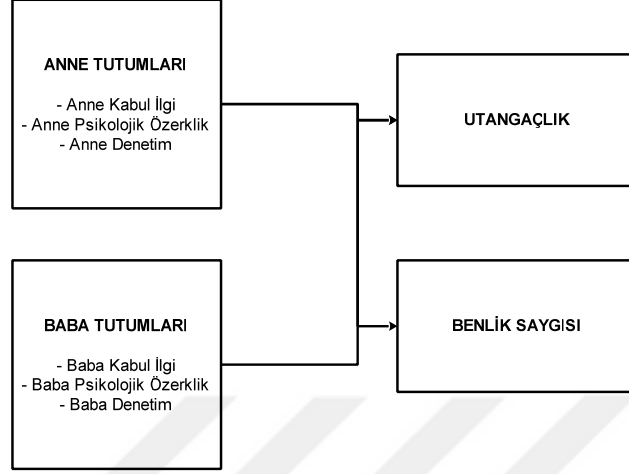 ANNE TUTUMLARI
- Anne Kabul İlgi
- Anne Psikolojik Özerklik
- Anne Denetim
UTANGAÇLIK
BABA TUTUMLARI
- Baba Kabul İlgi
- Baba Psikolojik Özerklik
- Baba Denetim
BENLİK SAYGISI